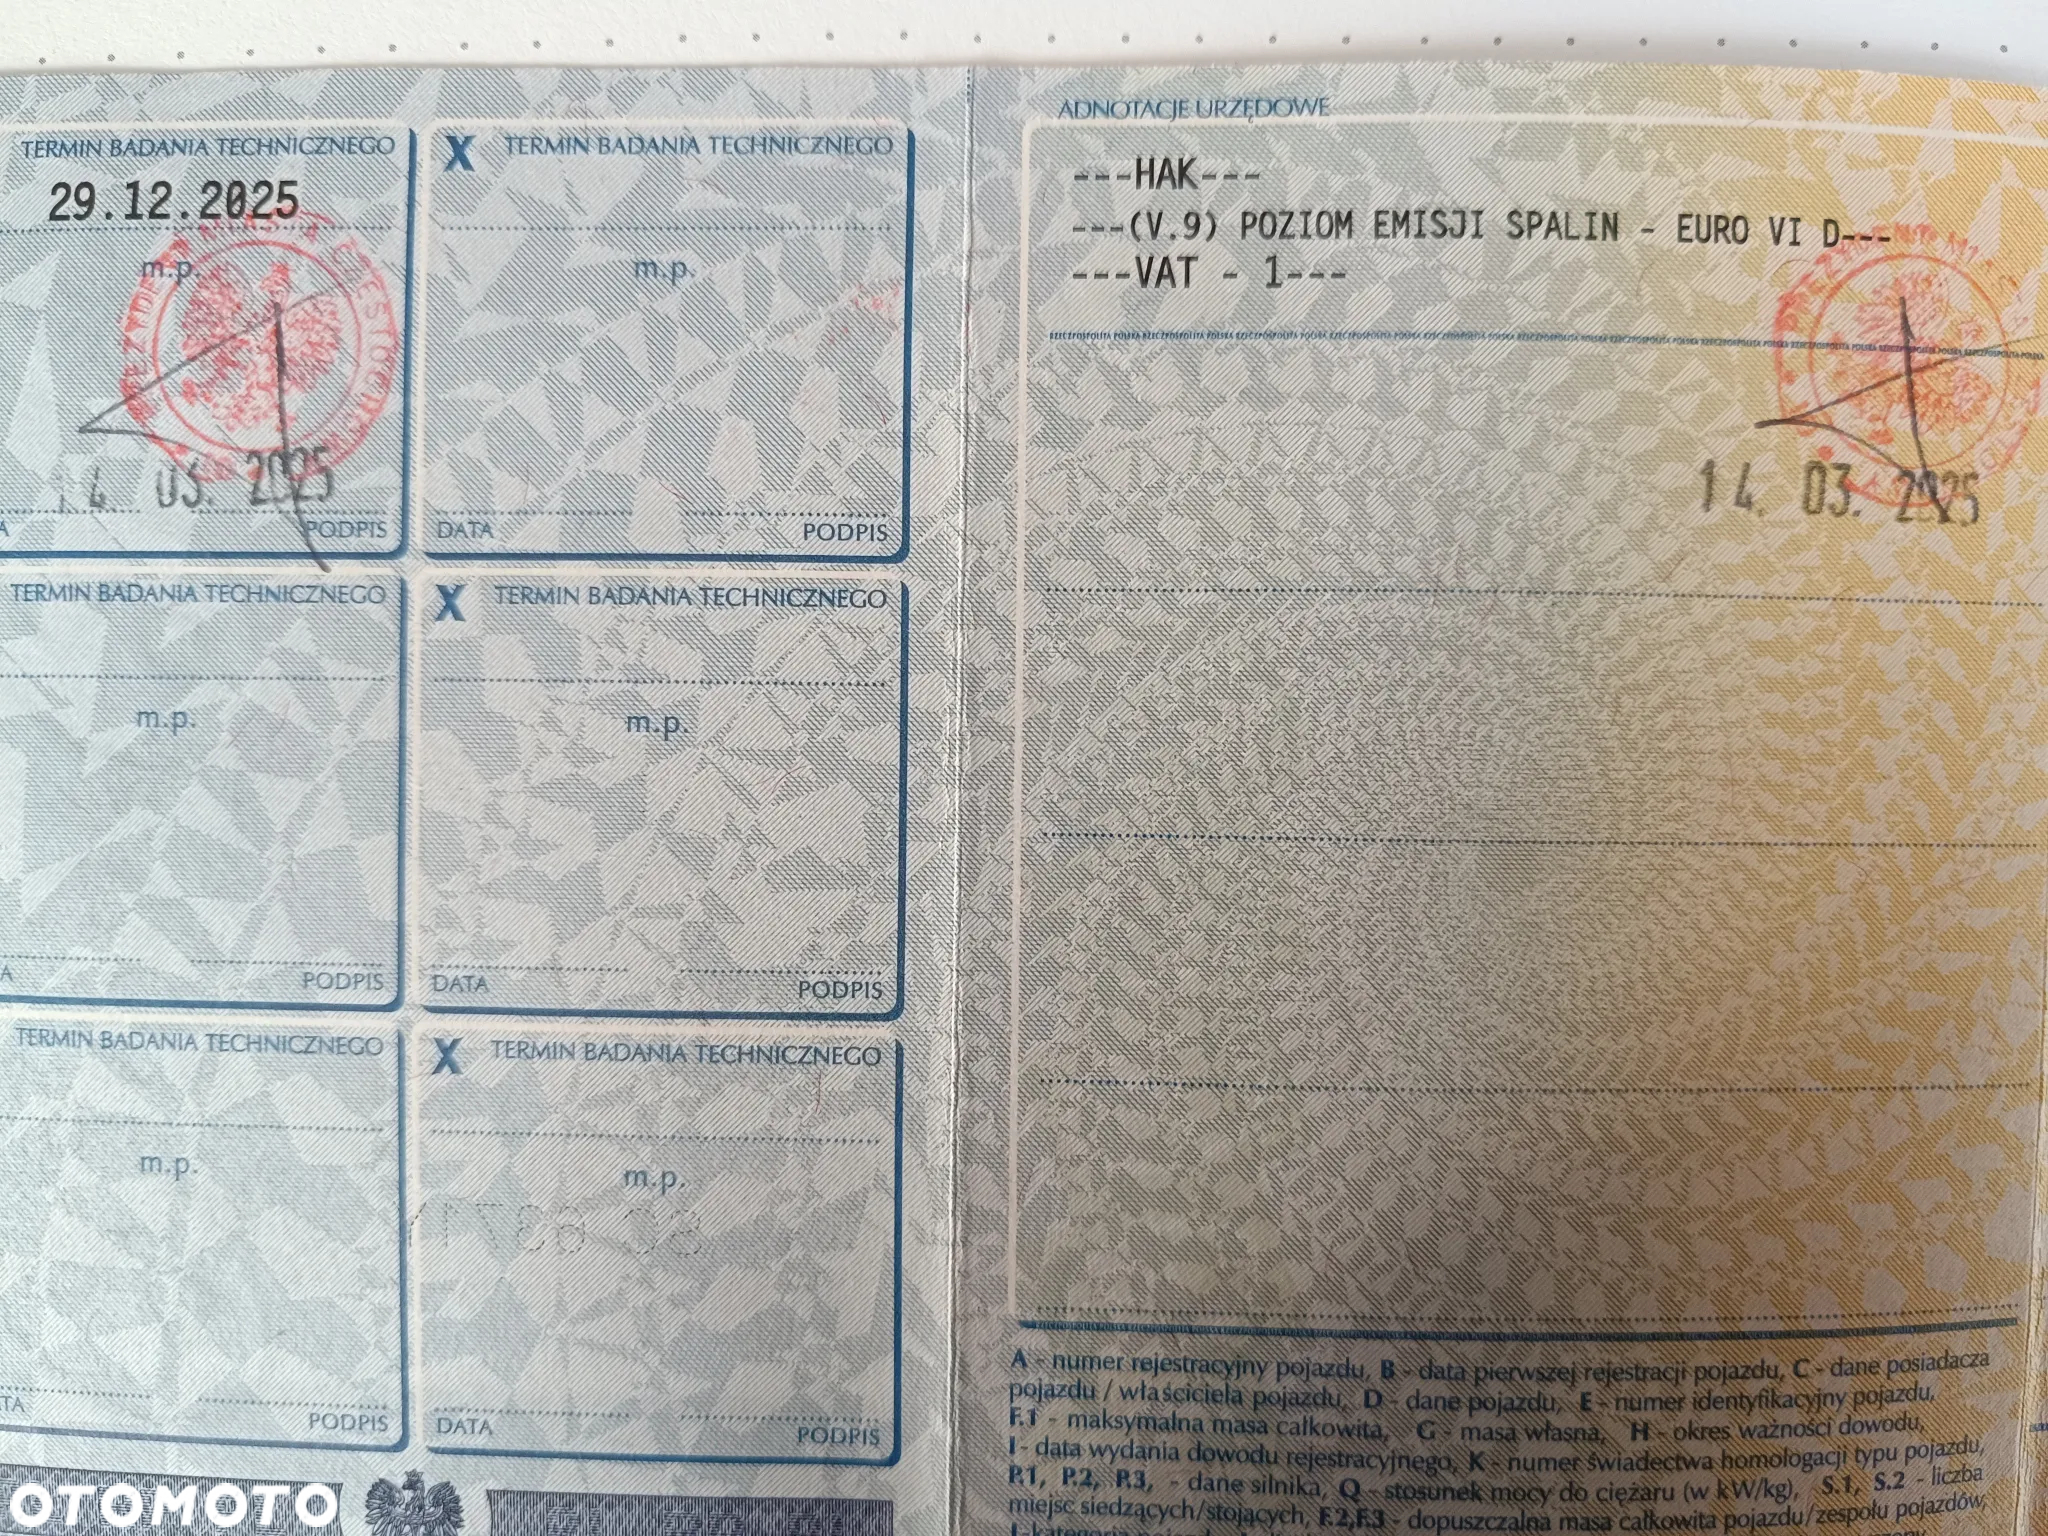 TERMIN BADANIA TECHNICZNEGO
29.12.2025
m.p.
14. 03. 2025
PODPIS
X TERMIN BADANIA TECHNICZNEGO
m.p.
DATA PODPIS
TERMIN BADANIA TECHNICZNEGO
m.p.
PODPIS
X TERMIN BADANIA TECHNICZNEGO
m.p.
DATA PODPIS
TERMIN BADANIA TECHNICZNEGO
m.p.
PODPIS
X TERMIN BADANIA TECHNICZNEGO
m.p.
DATA PODPIS
ADNOTACJE URZĘDOWE
---HAK---
---(V.9) POZIOM EMISJI SPALIN - EURO VI D---
---VAT - 1---
14. 03. 2025
A - numer rejestracyjny pojazdu, B - data pierwszej rejestracji pojazdu, C - dane posiadacza
pojazdu / właściciela pojazdu, D - dane pojazdu, E - numer identyfikacyjny pojazdu,
F.1 - maksymalna masa całkowita, G - masa własna, H - okres ważności dowodu,
I - data wydania dowodu rejestracyjnego, K - numer świadectwa homologacji typu pojazdu,
P.1, P.2, P.3, - dane silnika, Q - stosunek mocy do ciężaru (w kW/kg), S.1, S.2 - liczba
miejsc siedzących/stojących, F.2,F.3 - dopuszczalna masa całkowita pojazdu/zespołu pojazdów,
OTOMOTO